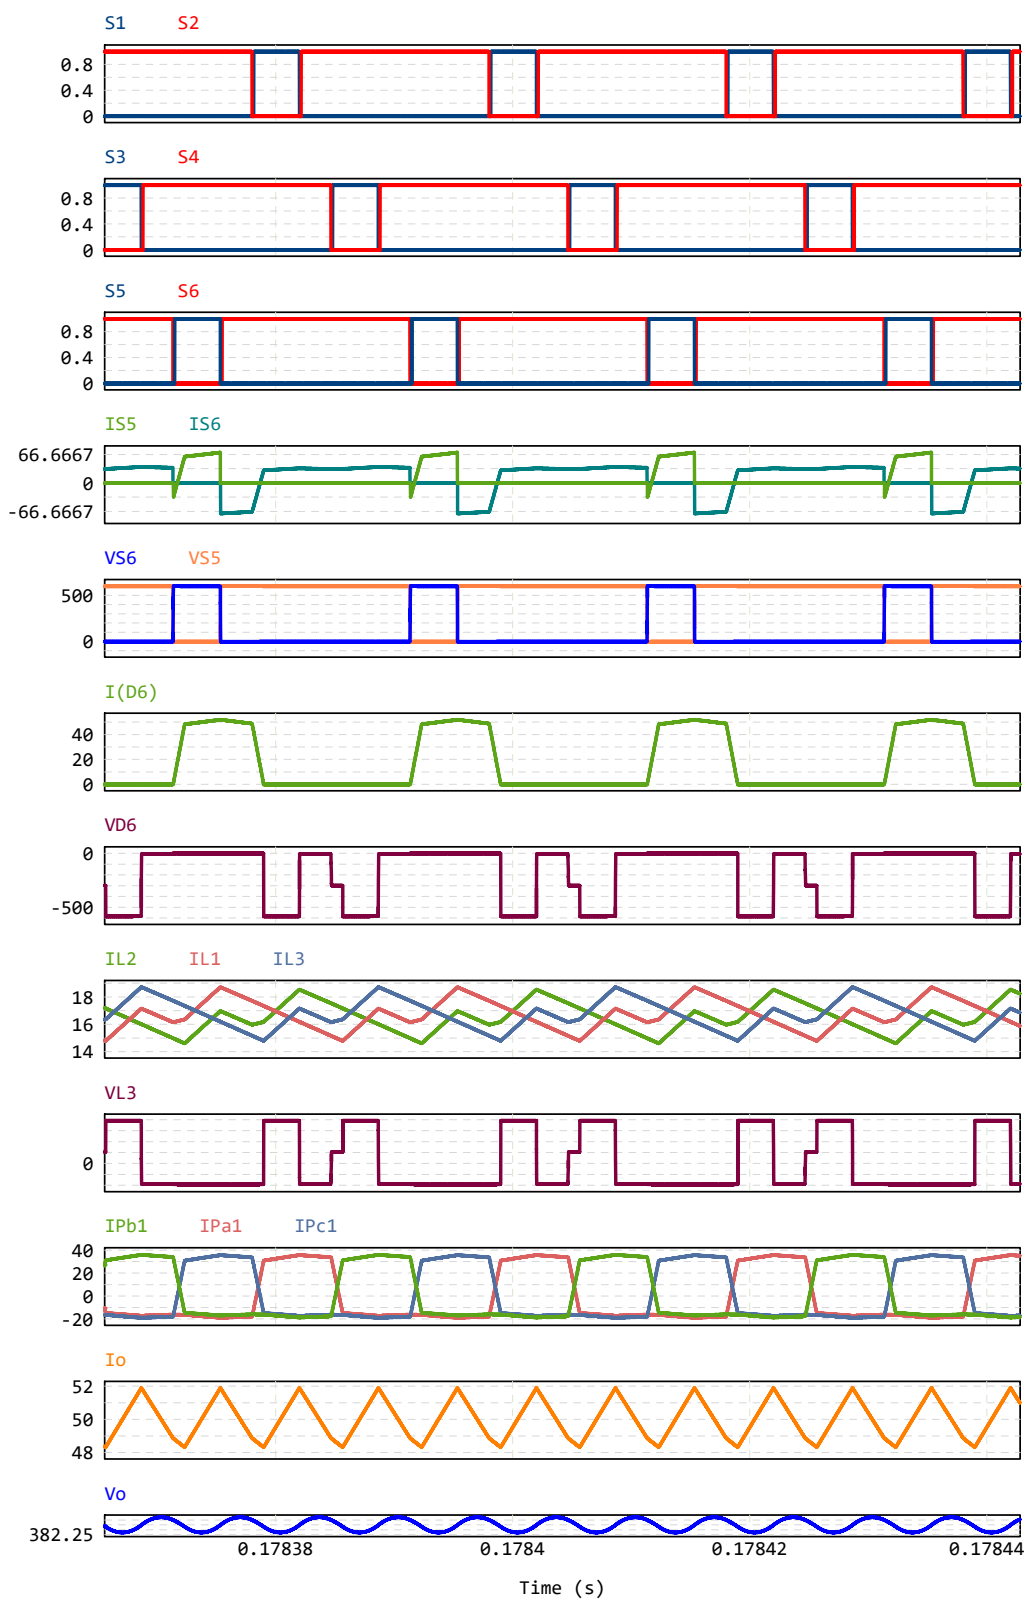 S1 S2
0.8
0.4
0
S3 S4
0.8
0.4
0
S5 S6
0.8
0.4
0
IS5 IS6
66.6667
0
-66.6667
VS6 VS5
500
0
I(D6)
40
20
0
VD6
0
-500
IL2 IL1 IL3
18
16
14
VL3
0
IPb1 IPa1 IPc1
40
20
0
-20
Io
52
50
48
Vo
382.25
0.17838 0.1784 0.17842 0.17844
Time (s)